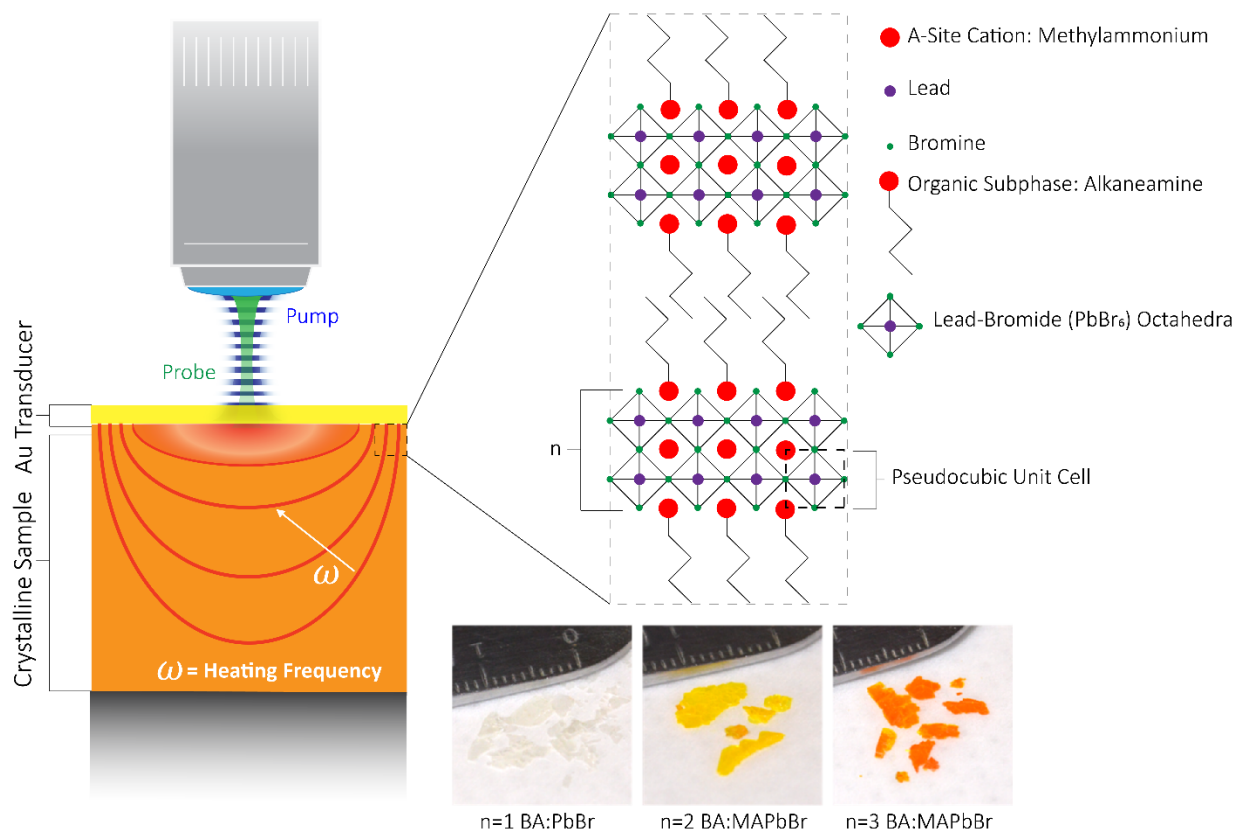 Pump
Probe
Au Transducer
Crystalline Sample
ω
ω = Heating Frequency
A-Site Cation: Methylammonium
Lead
Bromine
Organic Subphase: Alkaneamine
Lead-Bromide (PbBr₆) Octahedra
n
Pseudocubic Unit Cell
T O
n=1 BA:PbBr
n=2 BA:MAPbBr
n=3 BA:MAPbBr